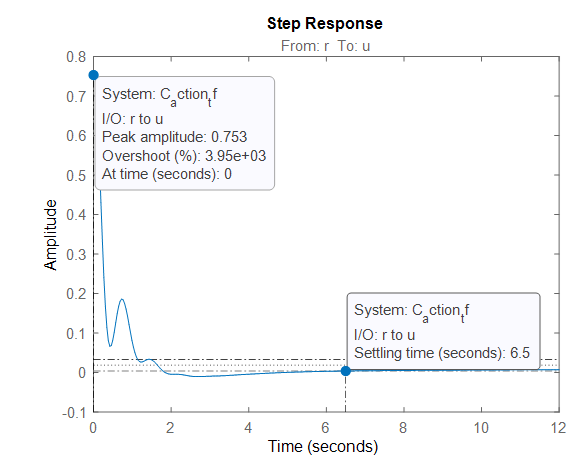 Step Response
From: r To: u
Amplitude
0.8
0.7
0.6
0.5
0.4
0.3
0.2
0.1
0
-0.1
System: C_action_tf
I/O: r to u
Peak amplitude: 0.753
Overshoot (%): 3.95e+03
At time (seconds): 0
System: C_action_tf
I/O: r to u
Settling time (seconds): 6.5
0 2 4 6 8 10 12
Time (seconds)